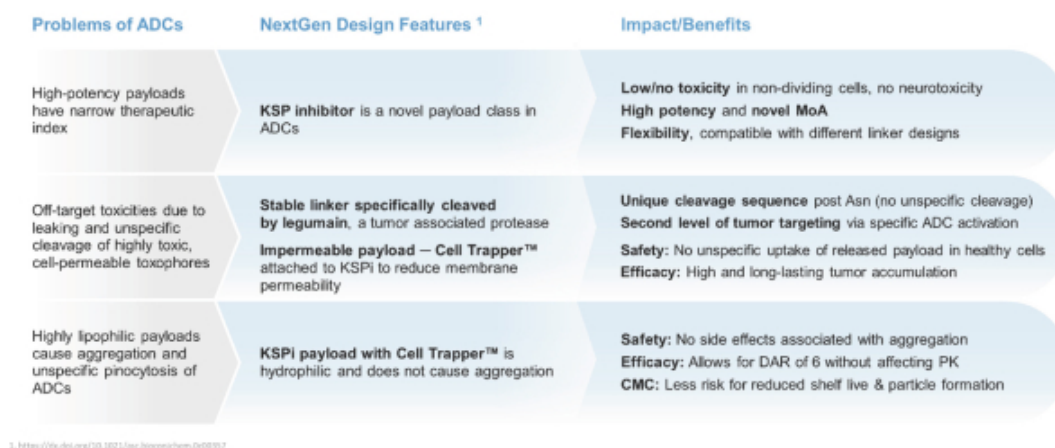 Problems of ADCs
NextGen Design Features 1
Impact/Benefits
High-potency payloads
have narrow therapeutic
index
KSP inhibitor is a novel payload class in
ADCs
Low/no toxicity in non-dividing cells, no neurotoxicity
High potency and novel MoA
Flexibility, compatible with different linker designs
Off-target toxicities due to
leaking and unspecific
cleavage of highly toxic,
cell-permeable toxophores
Stable linker specifically cleaved
by legumain, a tumor associated protease
Impermeable payload – Cell Trapper™
attached to KSPi to reduce membrane
permeability
Unique cleavage sequence post Asn (no unspecific cleavage)
Second level of tumor targeting via specific ADC activation
Safety: No unspecific uptake of released payload in healthy cells
Efficacy: High and long-lasting tumor accumulation
Highly lipophilic payloads
cause aggregation and
unspecific pinocytosis of
ADCs
KSPi payload with Cell Trapper™ is
hydrophilic and does not cause aggregation
Safety: No side effects associated with aggregation
Efficacy: Allows for DAR of 6 without affecting PK
CMC: Less risk for reduced shelf live & particle formation